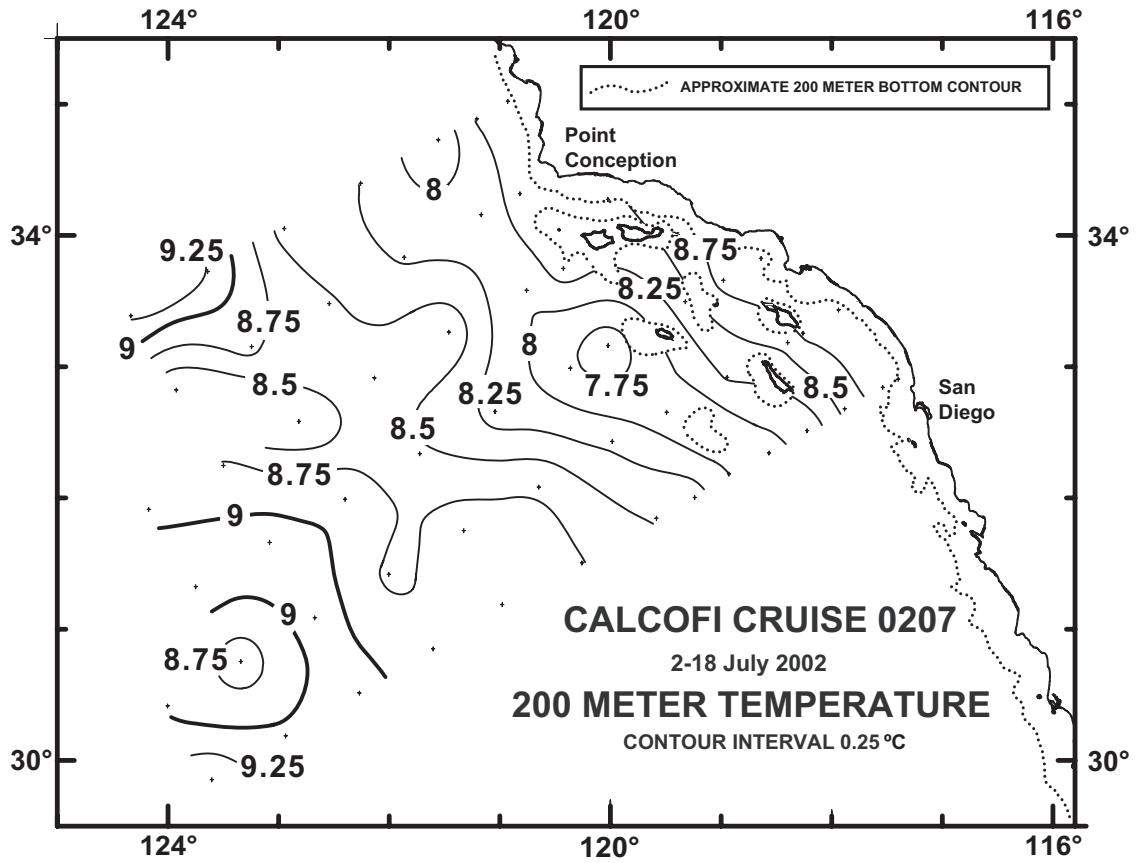 124° 120° 116°
APPROXIMATE 200 METER BOTTOM CONTOUR
Point
Conception
8
34° 34°
9.25
8.75
8.25
8.75
9
8
8.5
7.75
8.25
8.5
San
Diego
8.5
8.75
9
9
CALCOFI CRUISE 0207
8.75
2-18 July 2002
200 METER TEMPERATURE
CONTOUR INTERVAL 0.25 ºC
30° 30°
9.25
124° 120° 116°